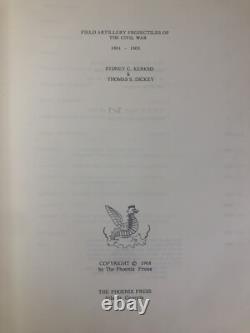 FIELD ARTILLERY PROJECTILES OF
THE CIVIL WAR
1861 - 1865
SYDNEY C. KERKSIS
&
THOMAS S. DICKEY
COPYRIGHT © 1968
by The Phoenix Press
THE PHOENIX PRESS